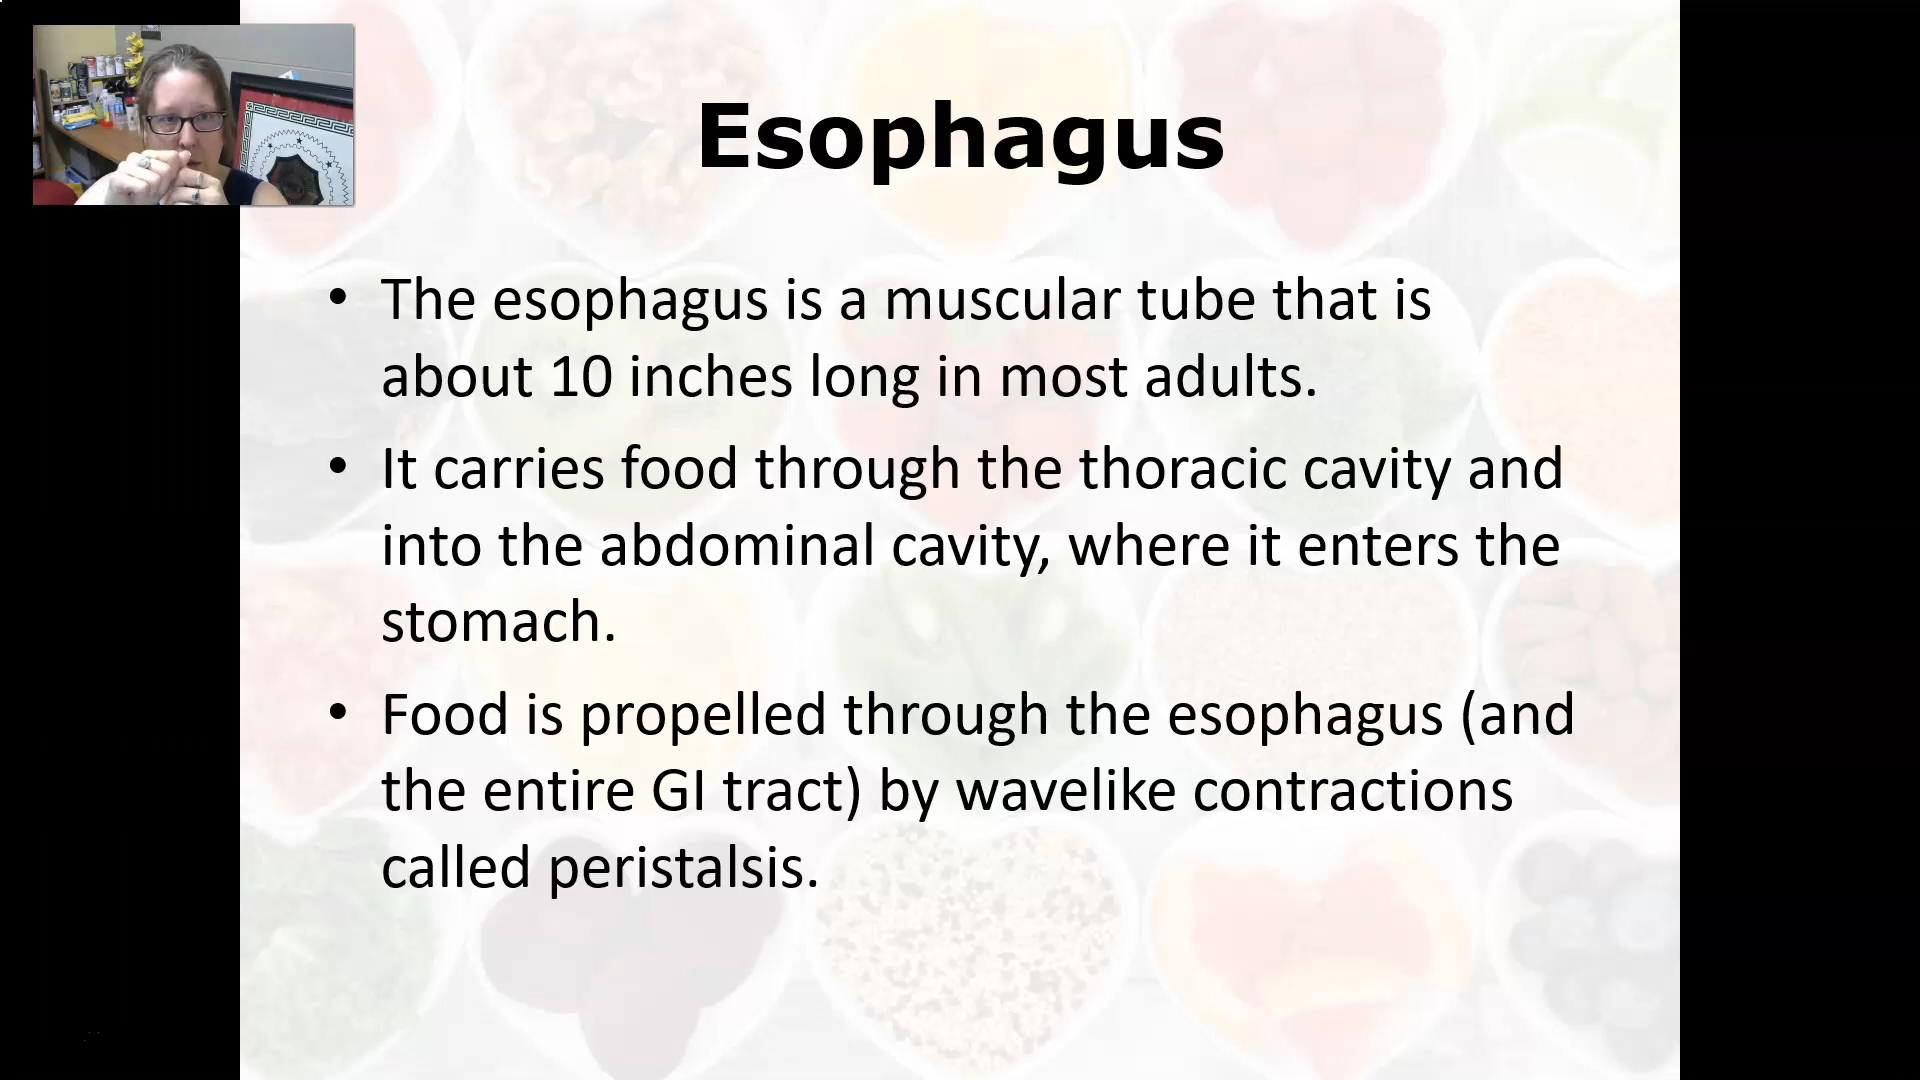 Esophagus
• The esophagus is a muscular tube that is
about 10 inches long in most adults.
• It carries food through the thoracic cavity and
into the abdominal cavity, where it enters the
stomach.
• Food is propelled through the esophagus (and
the entire GI tract) by wavelike contractions
called peristalsis.